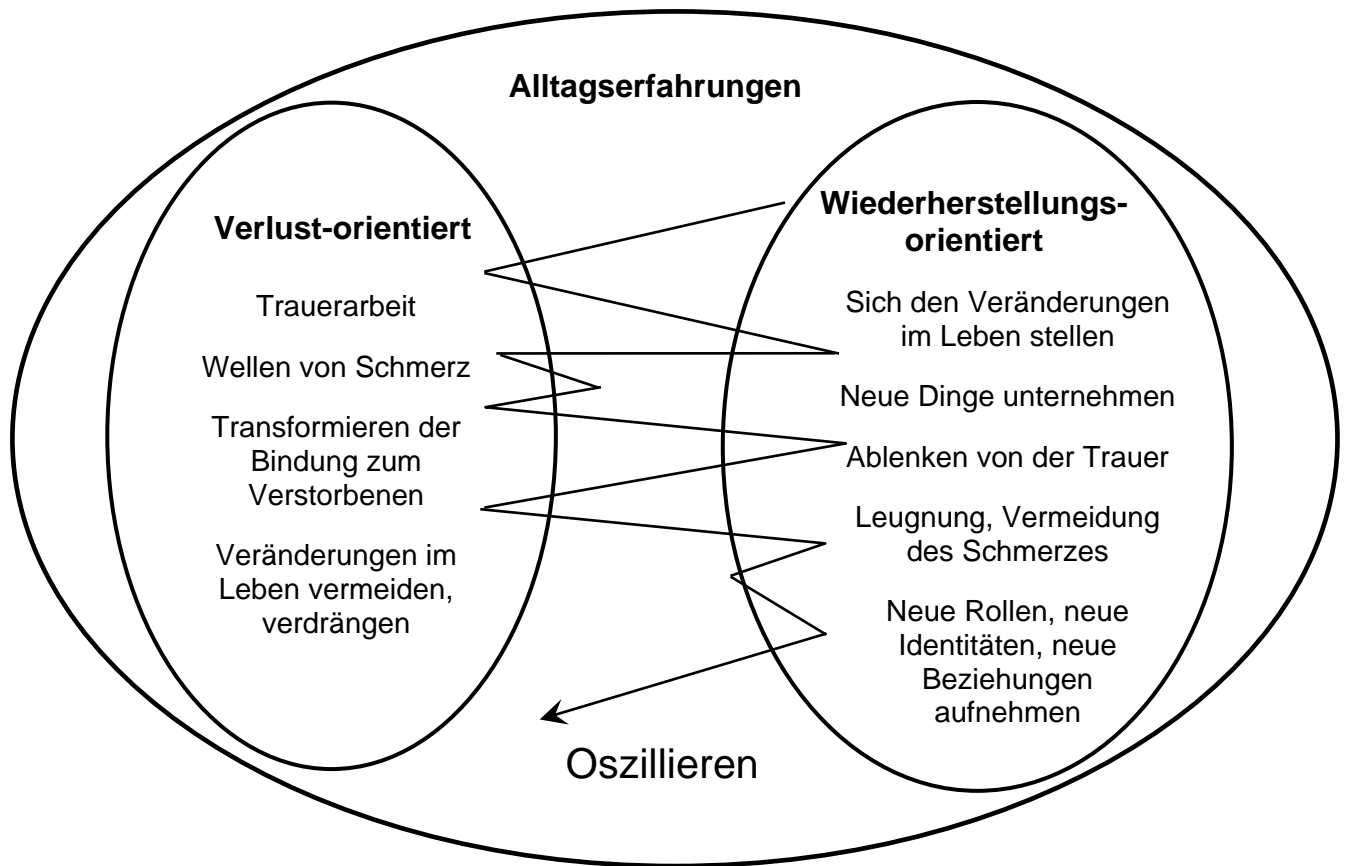 Alltagserfahrungen
Verlust-orientiert
Trauerarbeit
Wellen von Schmerz
Transformieren der
Bindung zum
Verstorbenen
Veränderungen im
Leben vermeiden,
verdrängen
Wiederherstellungs-
orientiert
Sich den Veränderungen
im Leben stellen
Neue Dinge unternehmen
Ablenken von der Trauer
Leugnung, Vermeidung
des Schmerzes
Neue Rollen, neue
Identitäten, neue
Beziehungen
aufnehmen
Oszillieren